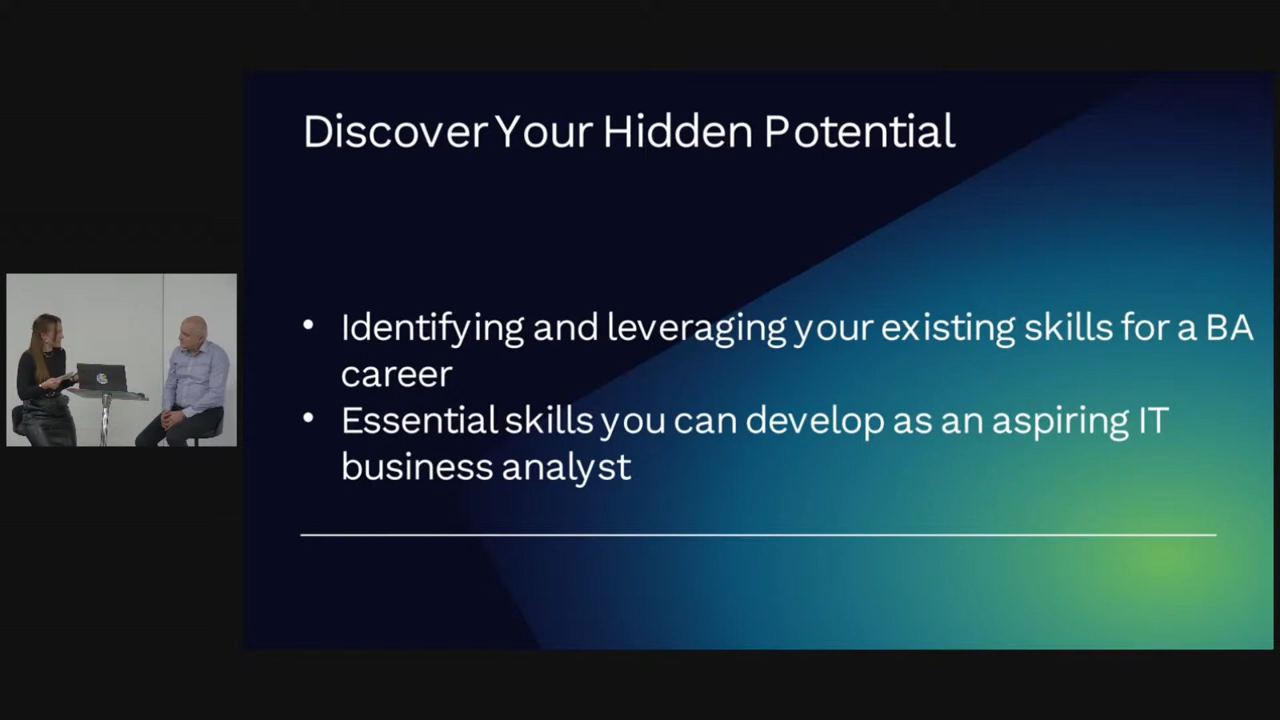 Discover Your Hidden Potential
• Identifying and leveraging your existing skills for a BA
career
• Essential skills you can develop as an aspiring IT
business analyst